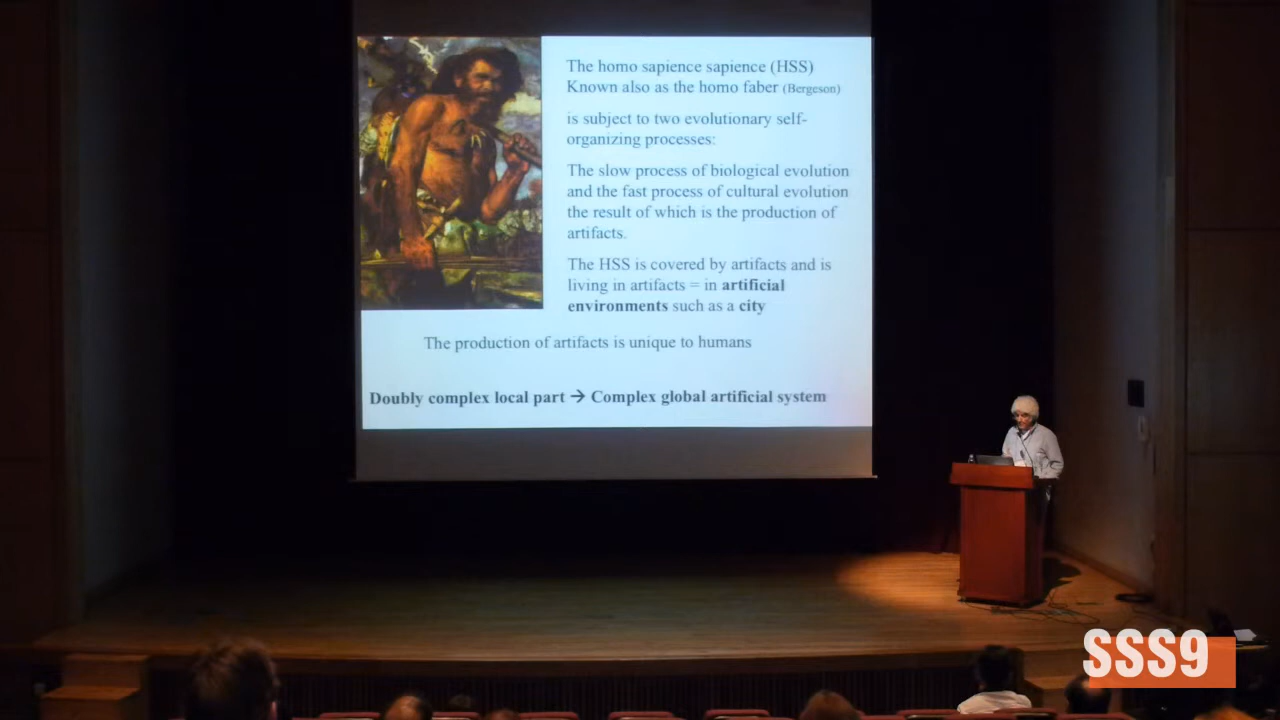 The homo sapience sapience (HSS)
Known also as the homo faber (Bergeson)
is subject to two evolutionary self-
organizing processes:
The slow process of biological evolution
and the fast process of cultural evolution
the result of which is the production of
artifacts.
The HSS is covered by artifacts and is
living in artifacts = in artificial
environments such as a city
The production of artifacts is unique to humans
Doubly complex local part → Complex global artificial system
SSS9